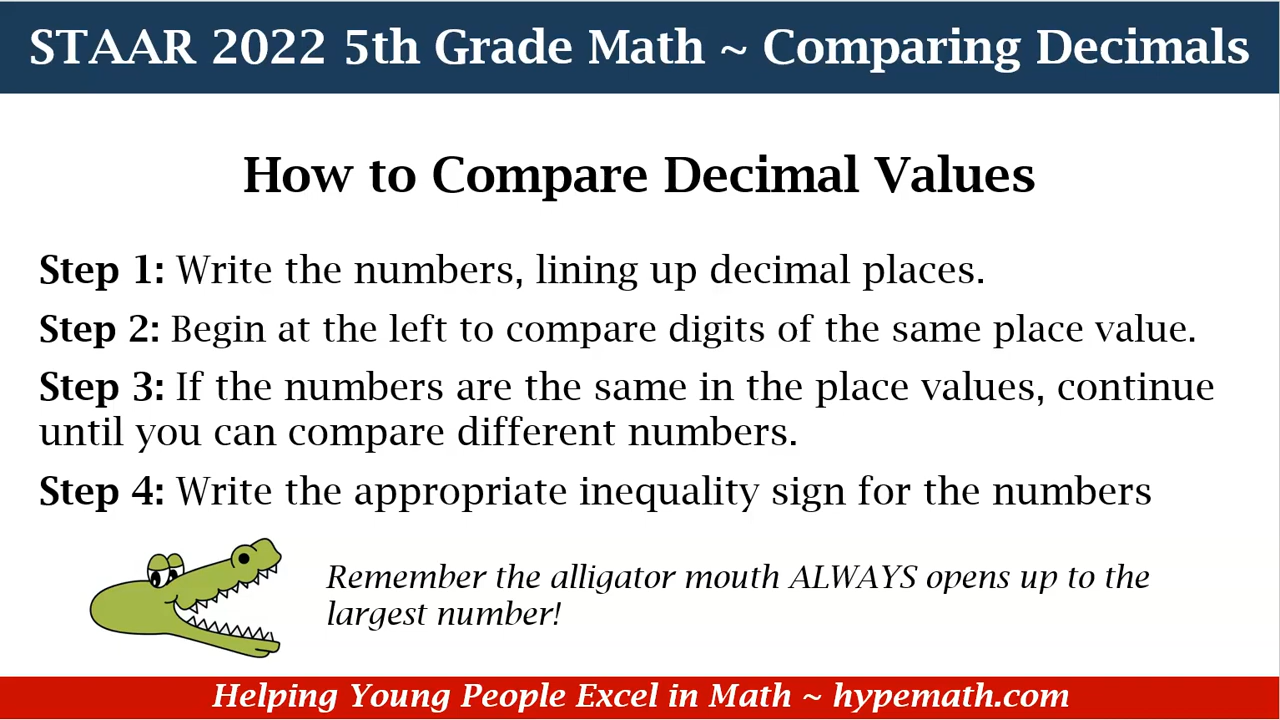 STAAR 2022 5th Grade Math ~ Comparing Decimals
How to Compare Decimal Values
Step 1: Write the numbers, lining up decimal places.
Step 2: Begin at the left to compare digits of the same place value.
Step 3: If the numbers are the same in the place values, continue
until you can compare different numbers.
Step 4: Write the appropriate inequality sign for the numbers
Remember the alligator mouth ALWAYS opens up to the
largest number!
Helping Young People Excel in Math ~ hypemath.com